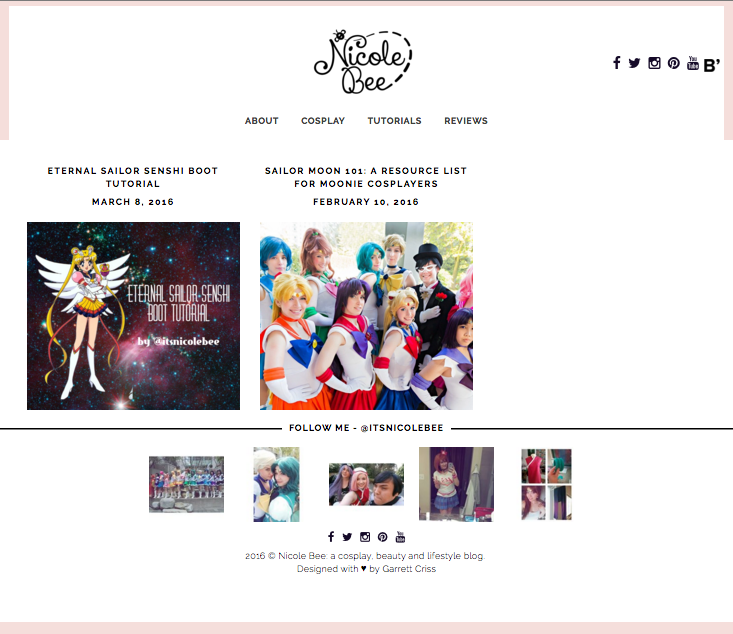 Nicole
Bee
You
Tube
B'
ABOUT COSPLAY TUTORIALS REVIEWS
ETERNAL SAILOR SENSHI BOOT
TUTORIAL
MARCH 8, 2016
ETERNAL SAILOR SENSHI
BOOT TUTORIAL
by @itsnicolebee
SAILOR MOON 101: A RESOURCE LIST
FOR MOONIE COSPLAYERS
FEBRUARY 10, 2016
FOLLOW ME - @ITSNICOLEBEE
You
Tube
2016 © Nicole Bee: a cosplay, beauty and lifestyle blog.
Designed with ♥ by Garrett Criss